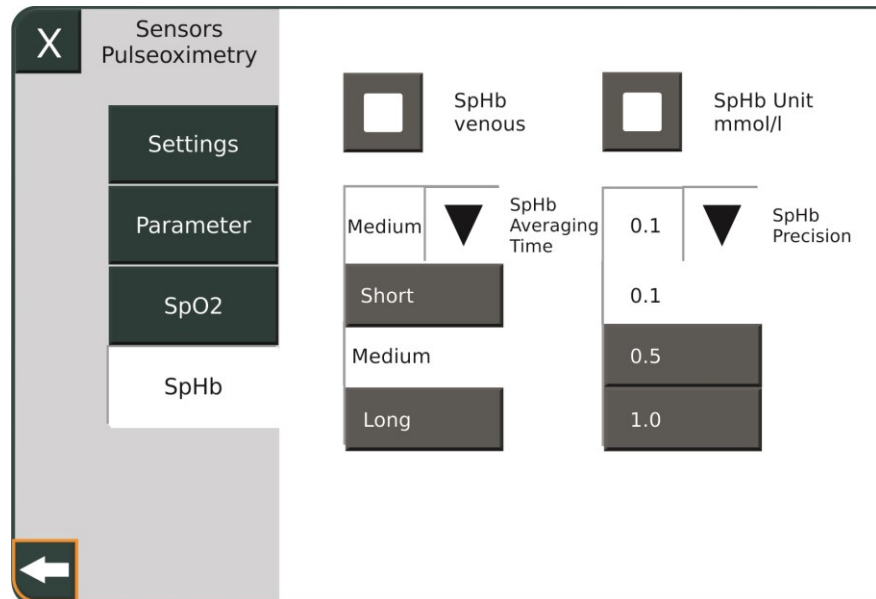 X
Sensors
Pulseoximetry
Settings
Parameter
SpO2
SpHb
SpHb
venous
SpHb Unit
mmol/l
Medium
SpHb
Averaging
Time
Short
Medium
Long
0.1
SpHb
Precision
0.1
0.5
1.0